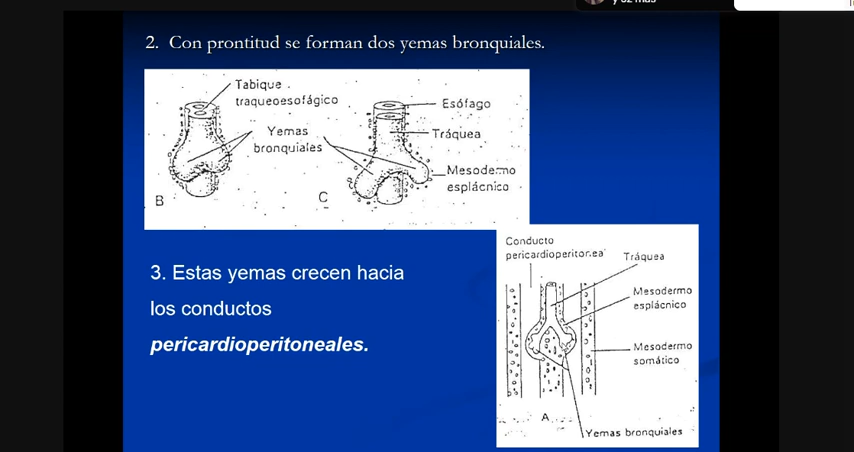 2. Con prontitud se forman dos yemas bronquiales.
Tabique
traqueoesofágico
Yemas
bronquiales
Esófago
Tráquea
Mesodermo
esplácnico
B
C
3. Estas yemas crecen hacia
los conductos
pericardioperitoneales.
Conducto
pericardioperitonea
Tráquea
Mesodermo
esplácnico
Mesodermo
somático
A
Yemas bronquiales